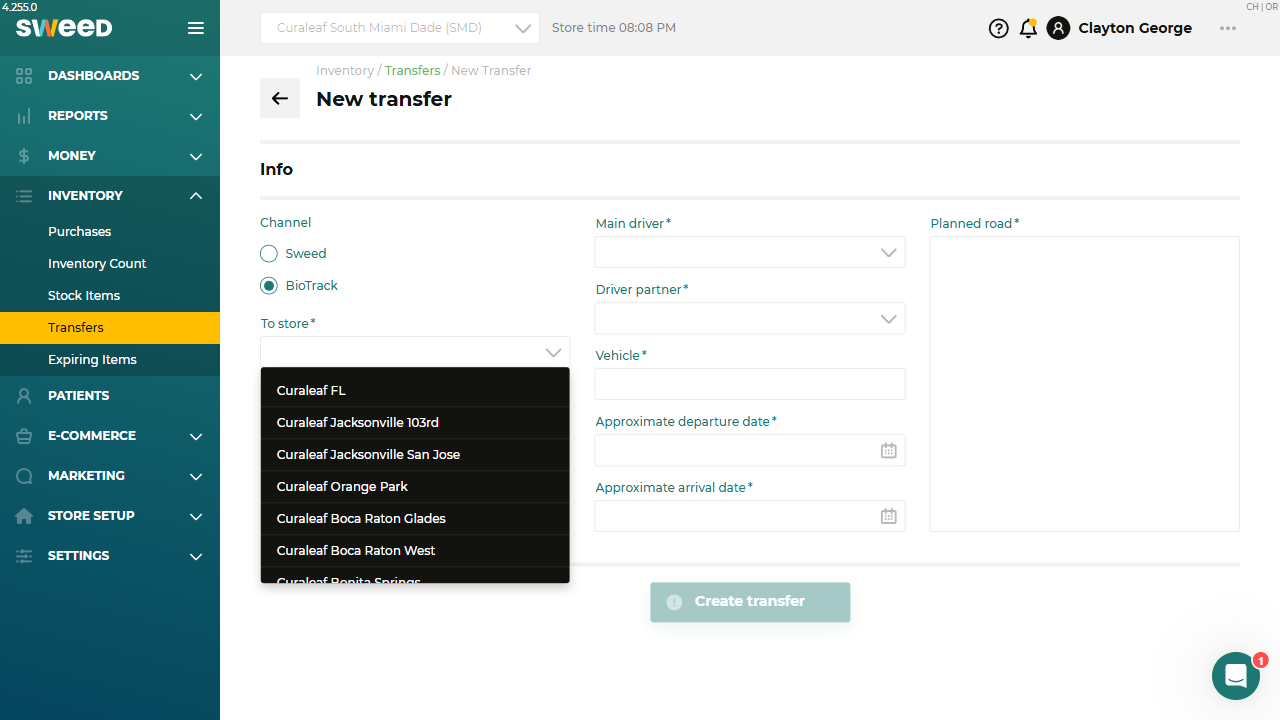 4.255.0
SWEED
Curaleaf South Miami Dade (SMD)
Store time 08:08 PM
Clayton George
CH | OR
DASHBOARDS
REPORTS
MONEY
INVENTORY
Purchases
Inventory Count
Stock Items
Transfers
Expiring Items
PATIENTS
E-COMMERCE
MARKETING
STORE SETUP
SETTINGS
Inventory / Transfers / New Transfer
New transfer
Info
Channel
Sweed
BioTrack
To store*
Curaleaf FL
Curaleaf Jacksonville 103rd
Curaleaf Jacksonville San Jose
Curaleaf Orange Park
Curaleaf Boca Raton Glades
Curaleaf Boca Raton West
Curaleaf Bonita Springs
Main driver*
Driver partner*
Vehicle*
Approximate departure date*
Approximate arrival date*
Planned road*
Create transfer
1